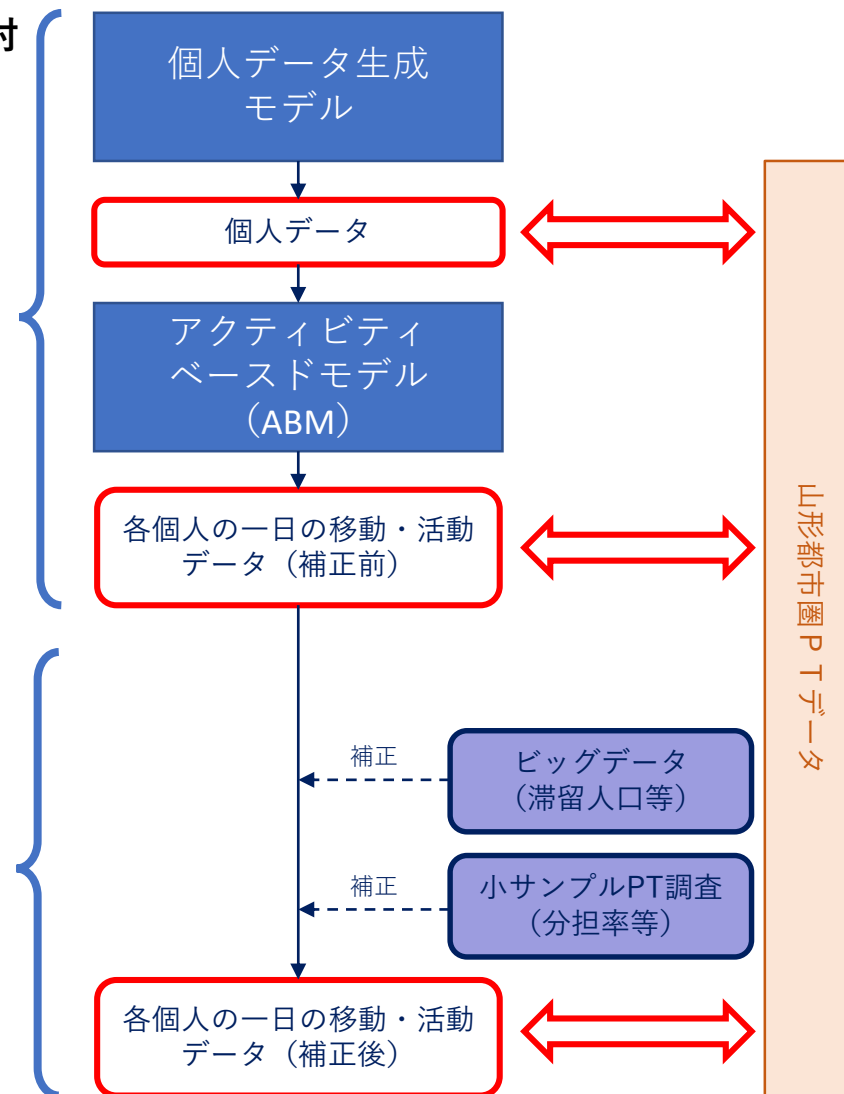 討
個人データ生成
モデル
個人データ
アクティビティ
ベースドモデル
（ABM）
各個人の一日の移動・活動
データ（補正前）
補正
ビッグデータ
（滞留人口等）
補正
小サンプルPT調査
（分担率等）
各個人の一日の移動・活動
データ（補正後）
山形都市圏ＰＴデータ